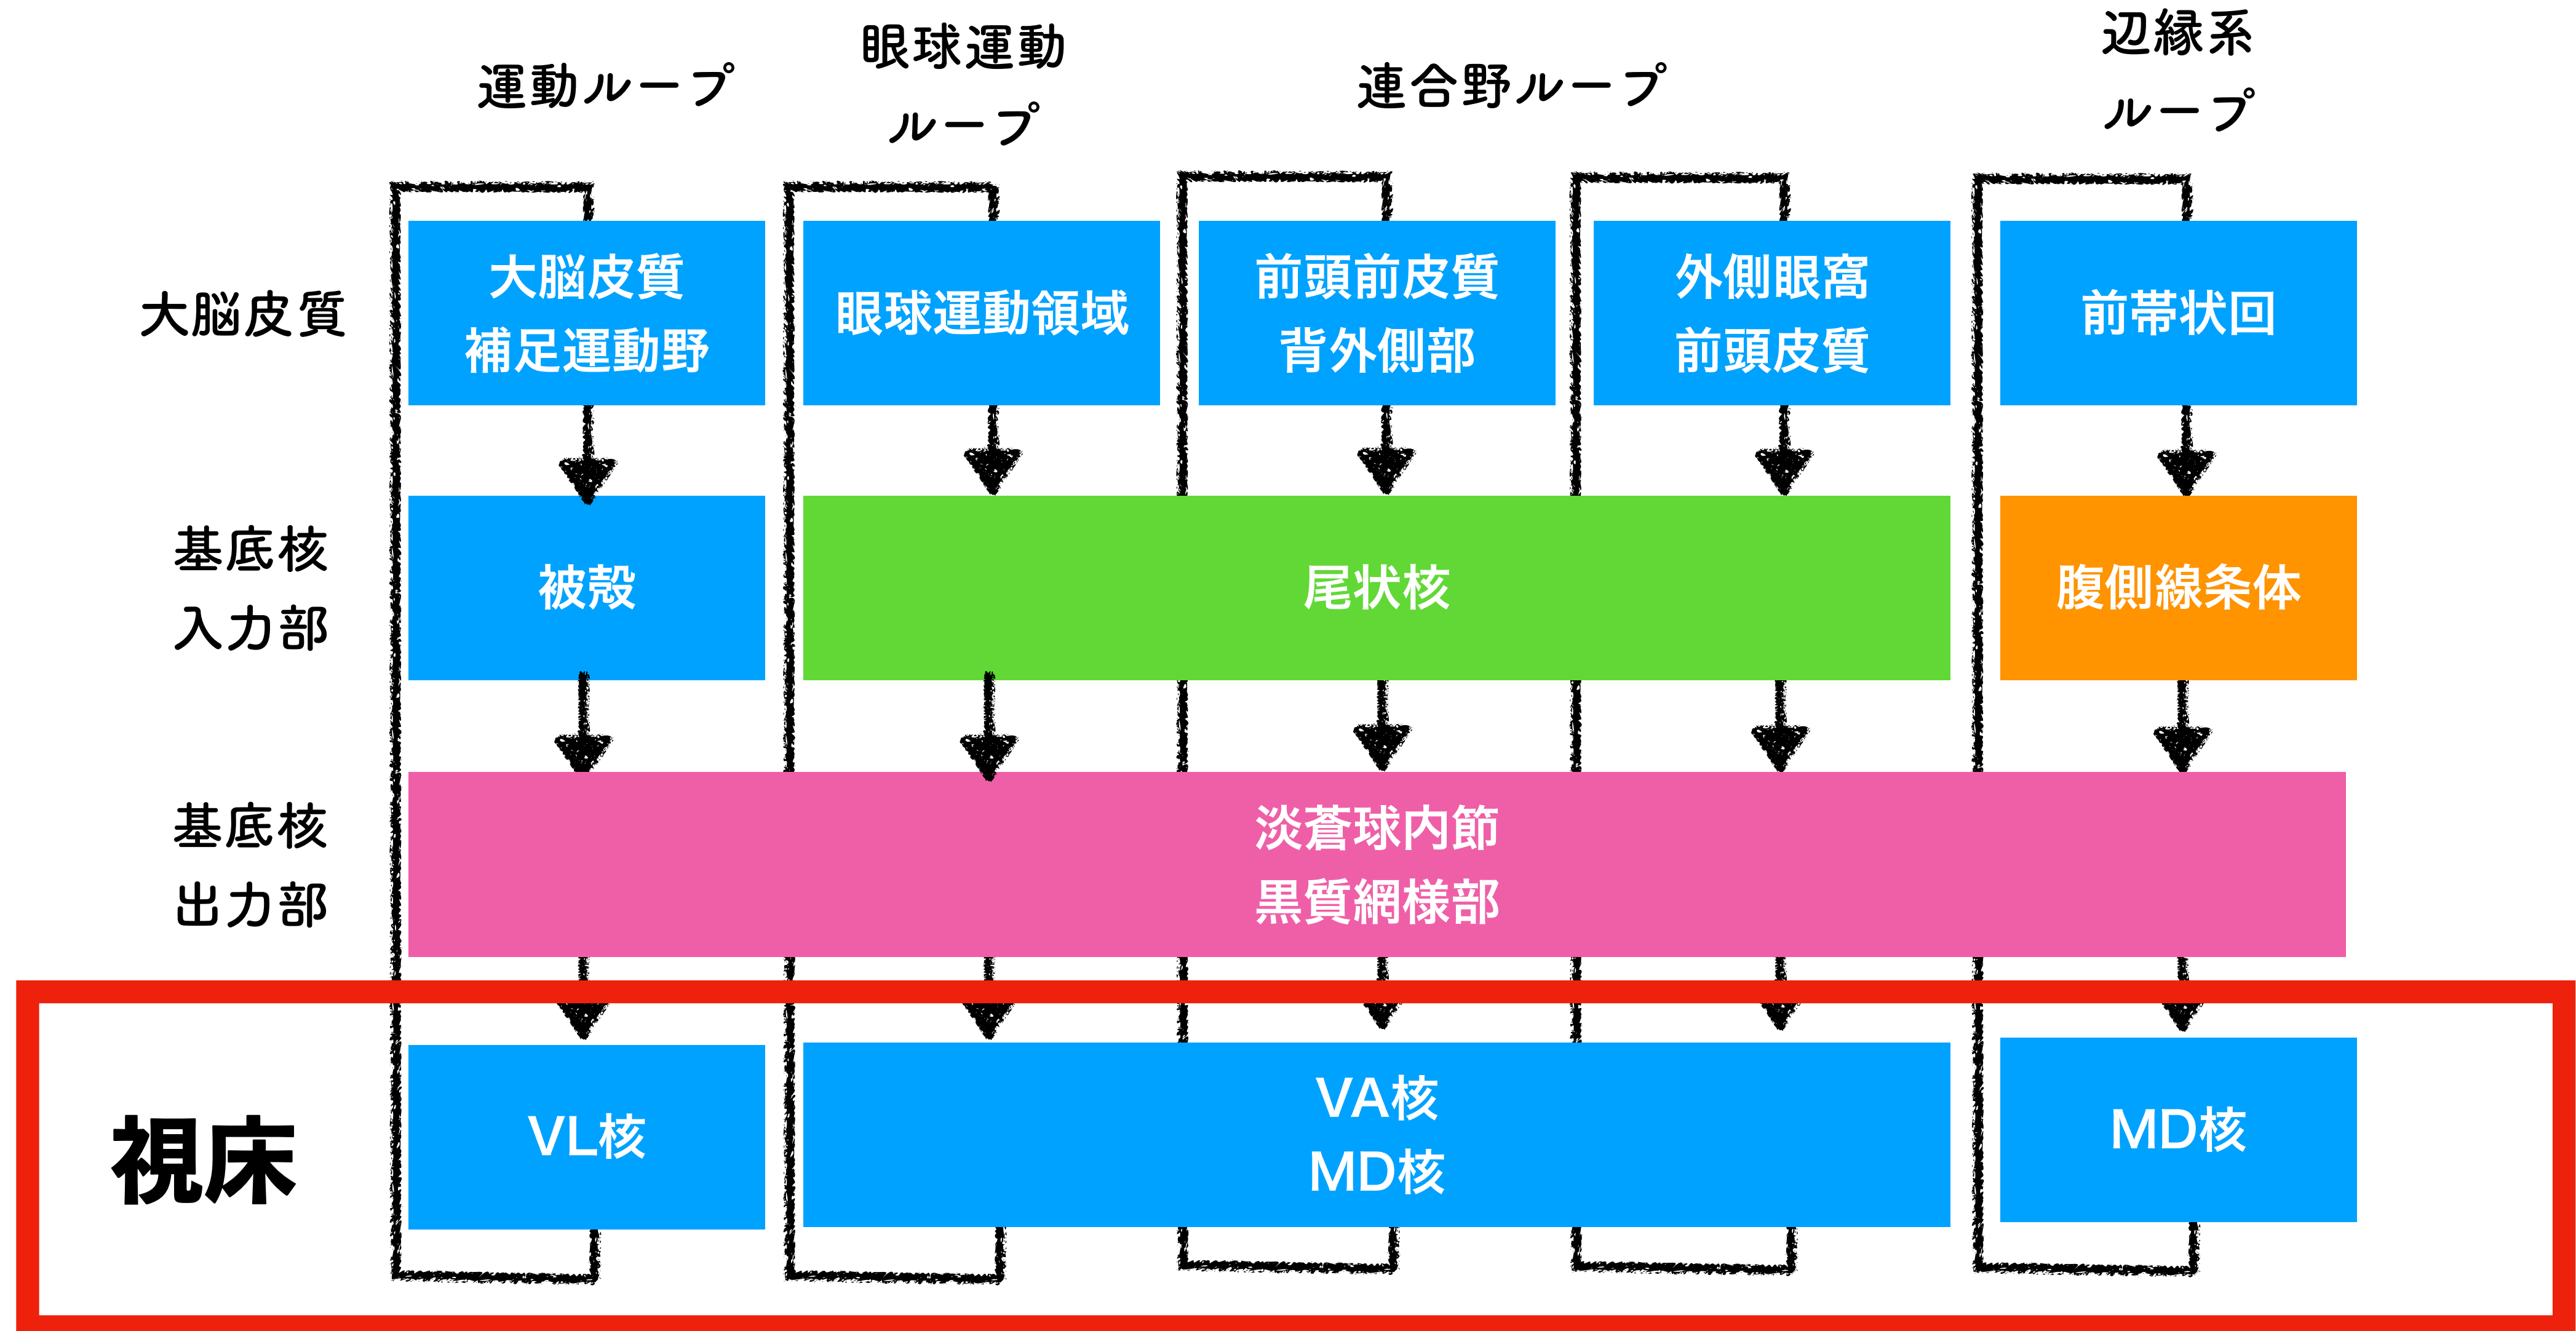 運動ループ
眼球運動
ループ
連合野ループ
辺縁系
ループ
大脳皮質
大脳皮質
補足運動野
眼球運動領域
前頭前皮質
背外側部
外側眼窩
前頭皮質
前帯状回
基底核
入力部
被殻
尾状核
腹側線条体
基底核
出力部
淡蒼球内節
黒質網様部
視床
VL核
VA核
MD核
MD核